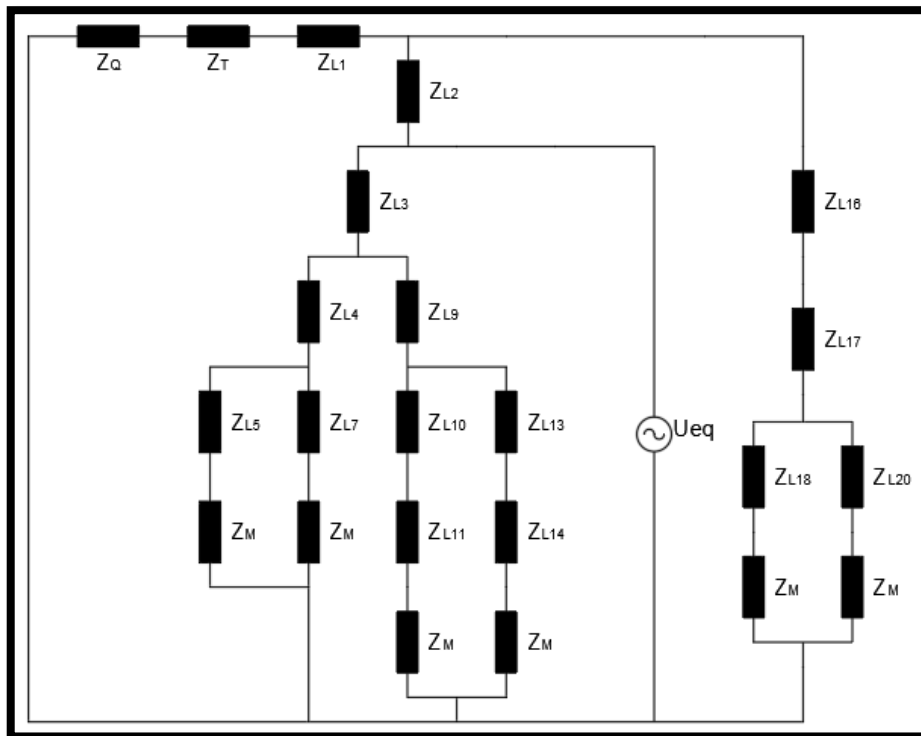 ZQ ZT ZL1
ZL2
ZL3
ZL16
ZL4 ZL9
ZL17
ZL5 ZL7 ZL10 ZL13
Ueq
ZL18 ZL20
ZM ZM ZL11 ZL14
ZM ZM
ZM ZM